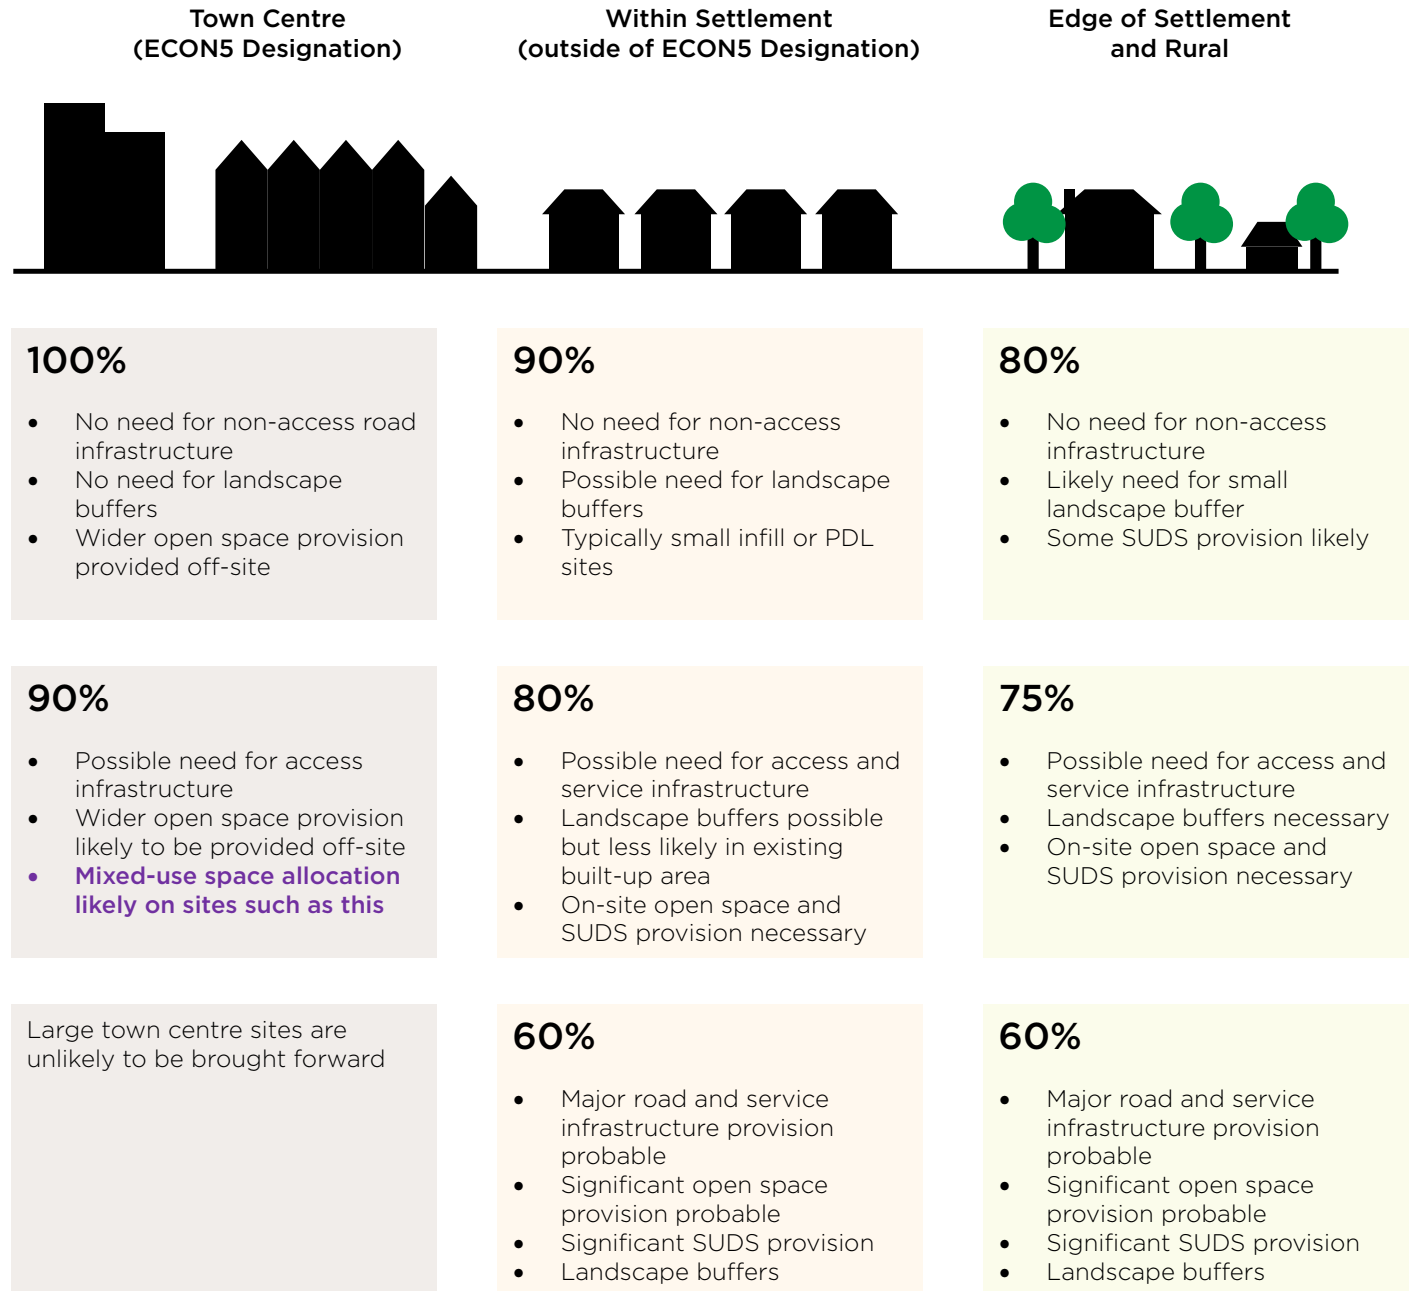 Town Centre
(ECON5 Designation)
Within Settlement
(outside of ECON5 Designation)
Edge of Settlement
and Rural
100%
• No need for non-access road
infrastructure
• No need for landscape
buffers
• Wider open space provision
provided off-site
90%
• No need for non-access
infrastructure
• Possible need for landscape
buffers
• Typically small infill or PDL
sites
80%
• No need for non-access
infrastructure
• Likely need for small
landscape buffer
• Some SUDS provision likely
90%
• Possible need for access
infrastructure
• Wider open space provision
likely to be provided off-site
• Mixed-use space allocation
likely on sites such as this
80%
• Possible need for access and
service infrastructure
• Landscape buffers possible
but less likely in existing
built-up area
• On-site open space and
SUDS provision necessary
75%
• Possible need for access and
service infrastructure
• Landscape buffers necessary
• On-site open space and
SUDS provision necessary
Large town centre sites are
unlikely to be brought forward
60%
• Major road and service
infrastructure provision
probable
• Significant open space
provision probable
• Significant SUDS provision
• Landscape buffers
60%
• Major road and service
infrastructure provision
probable
• Significant open space
provision probable
• Significant SUDS provision
• Landscape buffers